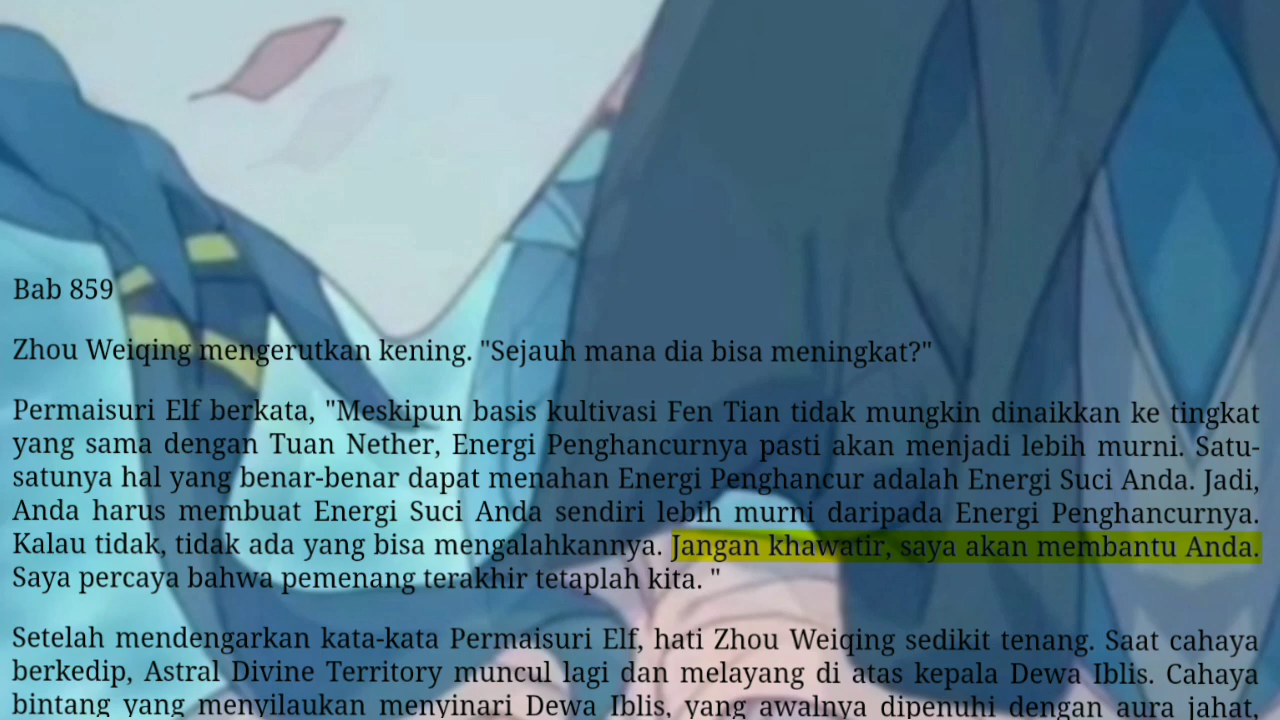 Bab 859
Zhou Weiqing mengerutkan kening. "Sejauh mana dia bisa meningkat?"
Permaisuri Elf berkata, "Meskipun basis kultivasi Fen Tian tidak mungkin dinaikkan ke tingkat
yang sama dengan Tuan Nether, Energi Penghancurnya pasti akan menjadi lebih murni. Satu-
satunya hal yang benar-benar dapat menahan Energi Penghancur adalah Energi Suci Anda. Jadi,
Anda harus membuat Energi Suci Anda sendiri lebih murni daripada Energi Penghancurnya.
Kalau tidak, tidak ada yang bisa mengalahkannya. Jangan khawatir, saya akan membantu Anda.
Saya percaya bahwa pemenang terakhir tetaplah kita. "
Setelah mendengarkan kata-kata Permaisuri Elf, hati Zhou Weiqing sedikit tenang. Saat cahaya
berkedip, Astral Divine Territory muncul lagi dan melayang di atas kepala Dewa Iblis. Cahaya
bintang yang menyilaukan menyinari Dewa Iblis, yang awalnya dipenuhi dengan aura jahat,